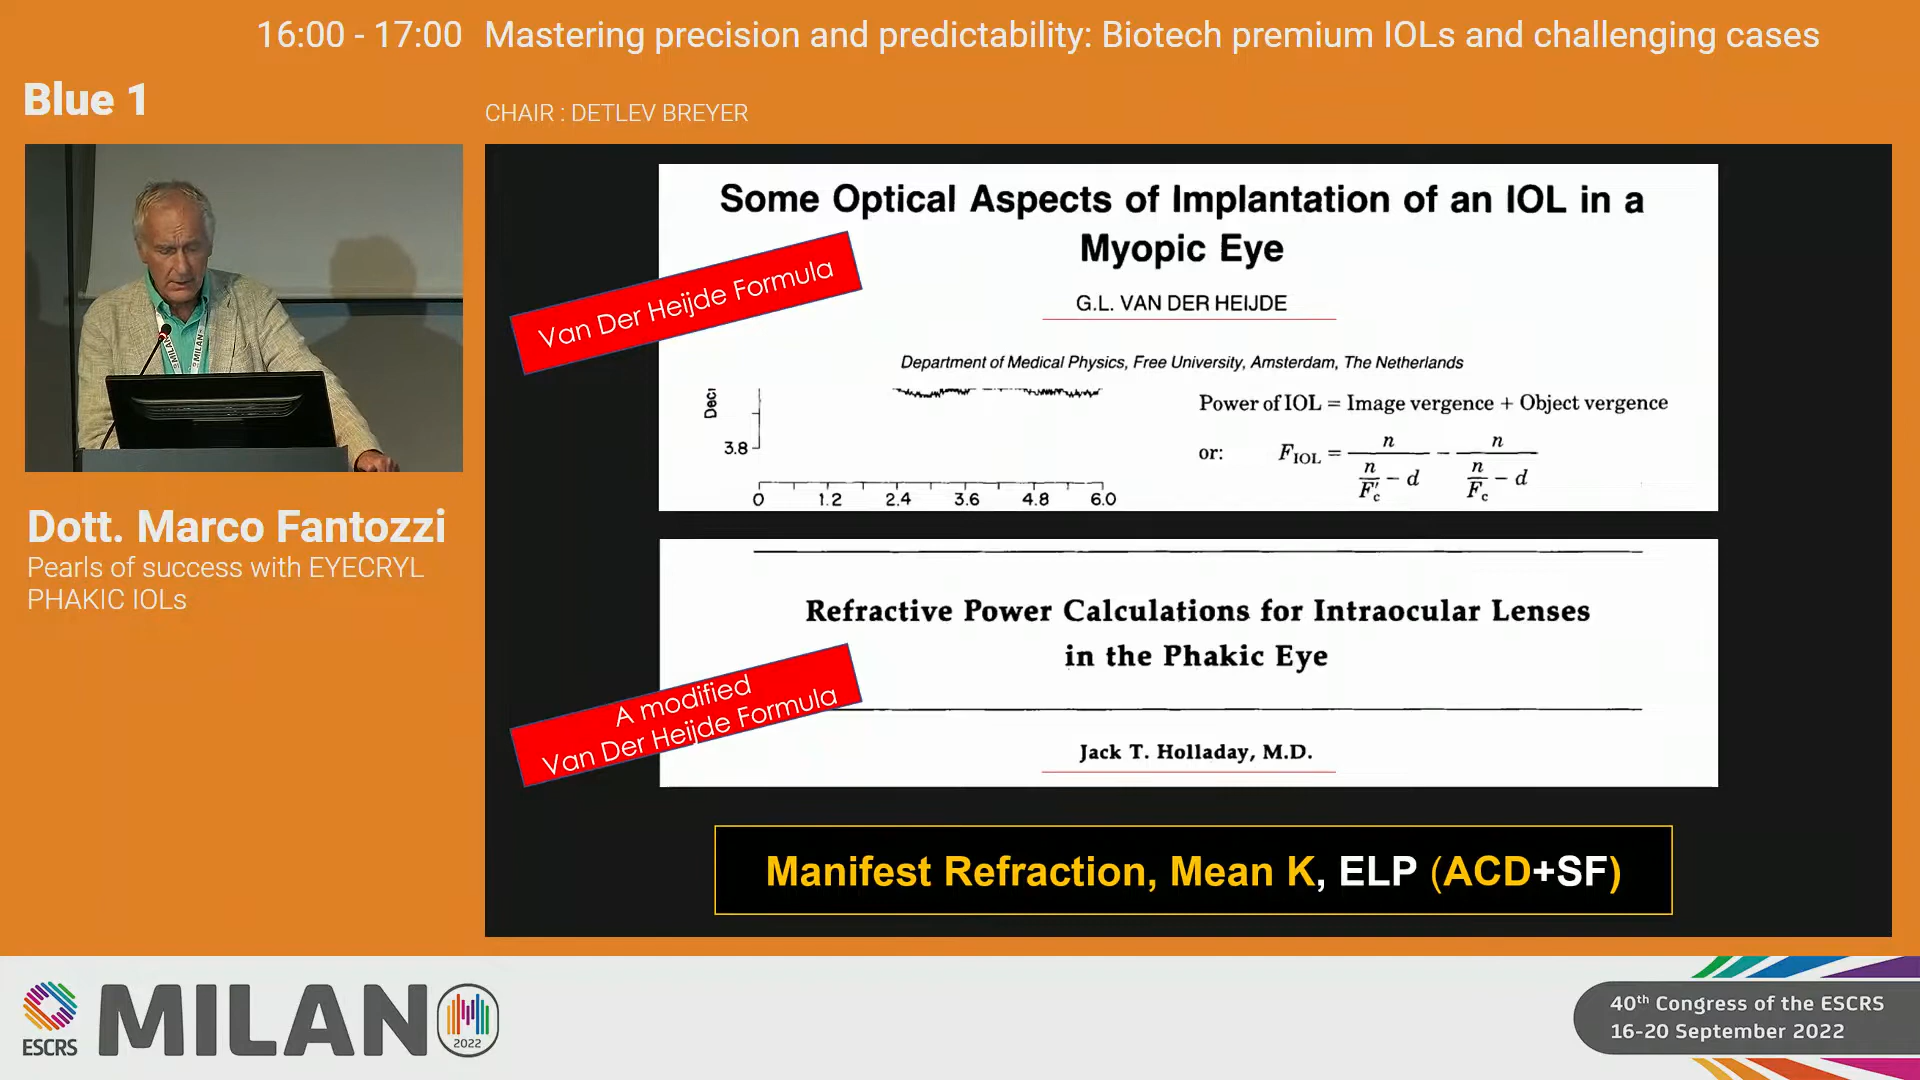 16:00 - 17:00 Mastering precision and predictability: Biotech premium IOLs and challenging cases
Blue 1
CHAIR : DETLEV BREYER
Some Optical Aspects of Implantation of an IOL in a
Myopic Eye
Van Der Heijde Formula
G.L. VAN DER HEIJDE
Department of Medical Physics, Free University, Amsterdam, The Netherlands
Power of IOL = Image vergence + Object vergence
3.8
or: F_IOL = n / (n/F'_c - d) - n / (n/F_c - d)
0 1.2 2.4 3.6 4.8 6.0
Dott. Marco Fantozzi
Pearls of success with EYECRYL
PHAKIC IOLs
Refractive Power Calculations for Intraocular Lenses
in the Phakic Eye
A modified
Van Der Heijde Formula
Jack T. Holladay, M.D.
Manifest Refraction, Mean K, ELP (ACD+SF)
ESCRS
MILANO
2022
40th Congress of the ESCRS
16-20 September 2022